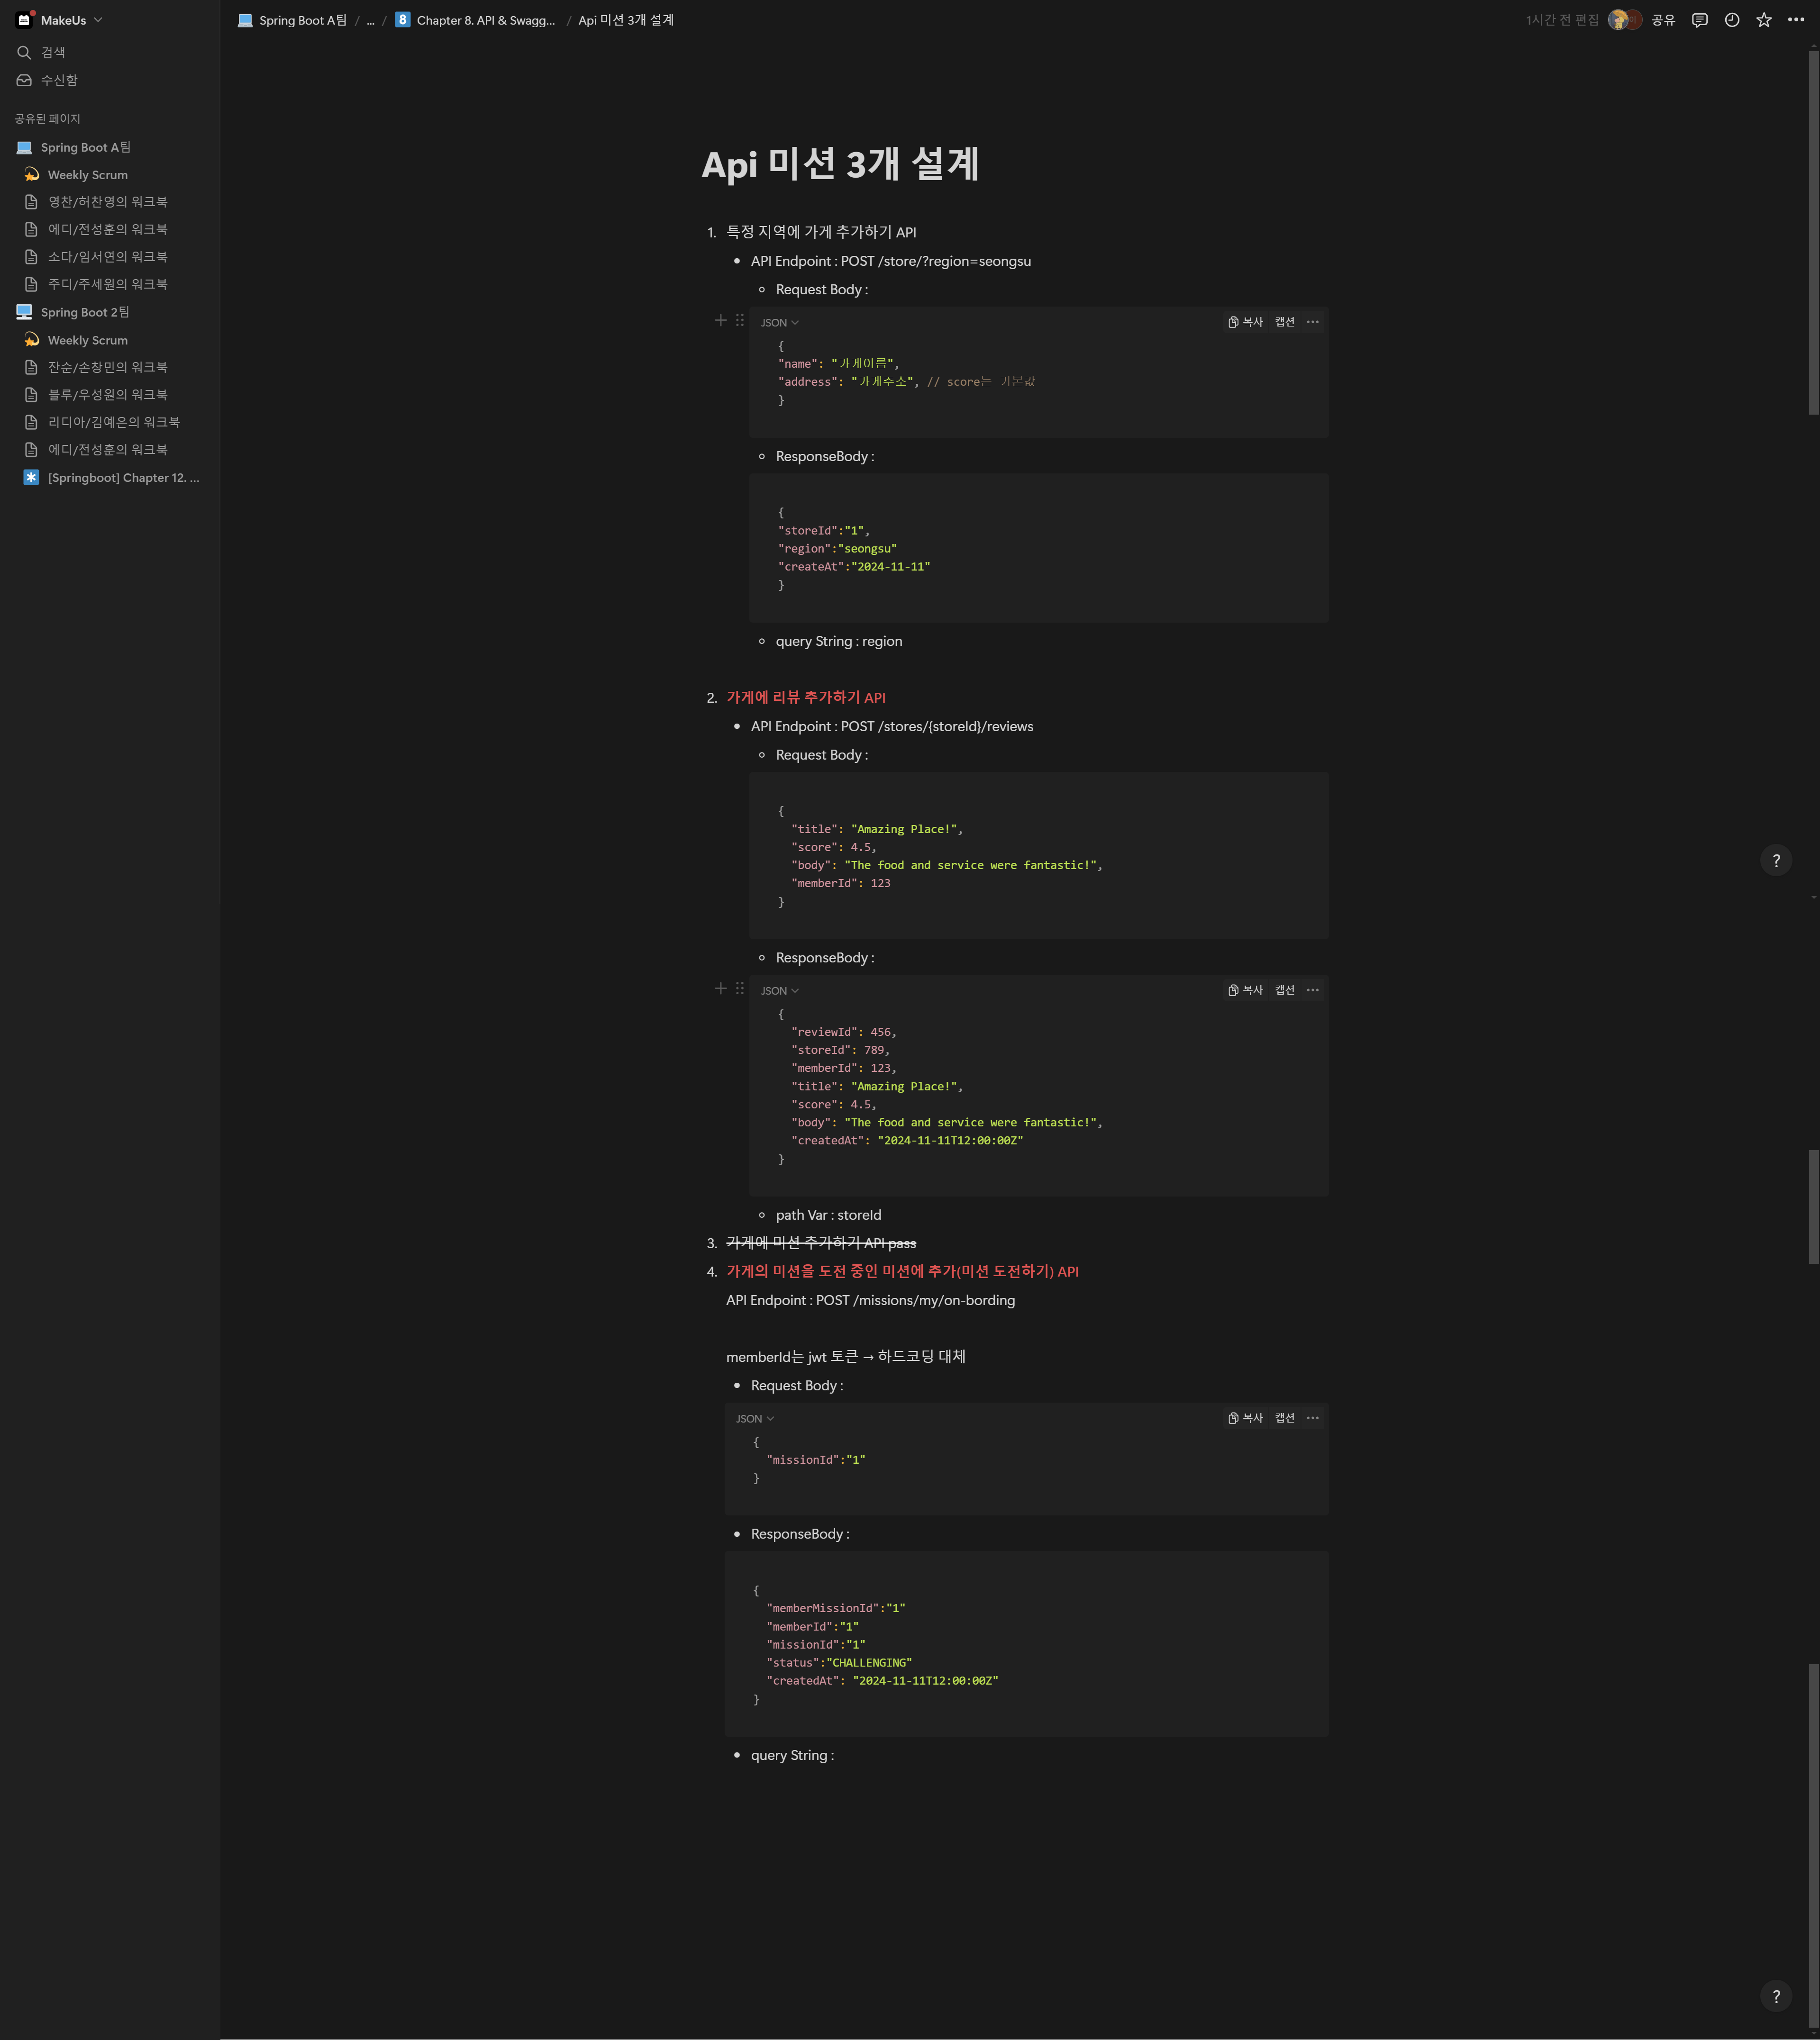 MakeUs
검색
수신함
공유된 페이지
Spring Boot A팀
Weekly Scrum
영찬/허찬영의 워크북
에디/전성훈의 워크북
소다/임서연의 워크북
주디/주세원의 워크북
Spring Boot 2팀
Weekly Scrum
잔순/손창민의 워크북
블루/우성원의 워크북
리디아/김예은의 워크북
에디/전성훈의 워크북
[Springboot] Chapter 12. ...
Spring Boot A팀 / ... / 8 Chapter 8. API & Swagg... / Api 미션 3개 설계
1시간 전 편집 공유
Api 미션 3개 설계
1. 특정 지역에 가게 추가하기 API
API Endpoint : POST /store/?region=seongsu
Request Body :
JSON 복사 캡션
{
"name": "가게이름",
"address": "가게주소", // score는 기본값
}
ResponseBody :
{
"storeId":"1",
"region":"seongsu"
"createAt":"2024-11-11"
}
query String : region
2. 가게에 리뷰 추가하기 API
API Endpoint : POST /stores/{storeId}/reviews
Request Body :
{
"title": "Amazing Place!",
"score": 4.5,
"body": "The food and service were fantastic!",
"memberId": 123
}
ResponseBody :
JSON 복사 캡션
{
"reviewId": 456,
"storeId": 789,
"memberId": 123,
"title": "Amazing Place!",
"score": 4.5,
"body": "The food and service were fantastic!",
"createdAt": "2024-11-11T12:00:00Z"
}
path Var : storeId
3. 가게에 미션 추가하기 API pass
4. 가게의 미션을 도전 중인 미션에 추가(미션 도전하기) API
API Endpoint : POST /missions/my/on-bording
memberId는 jwt 토큰 → 하드코딩 대체
Request Body :
JSON 복사 캡션
{
"missionId":"1"
}
ResponseBody :
{
"memberMissionId":"1"
"memberId":"1"
"missionId":"1"
"status":"CHALLENGING"
"createdAt": "2024-11-11T12:00:00Z"
}
query String :
?
?